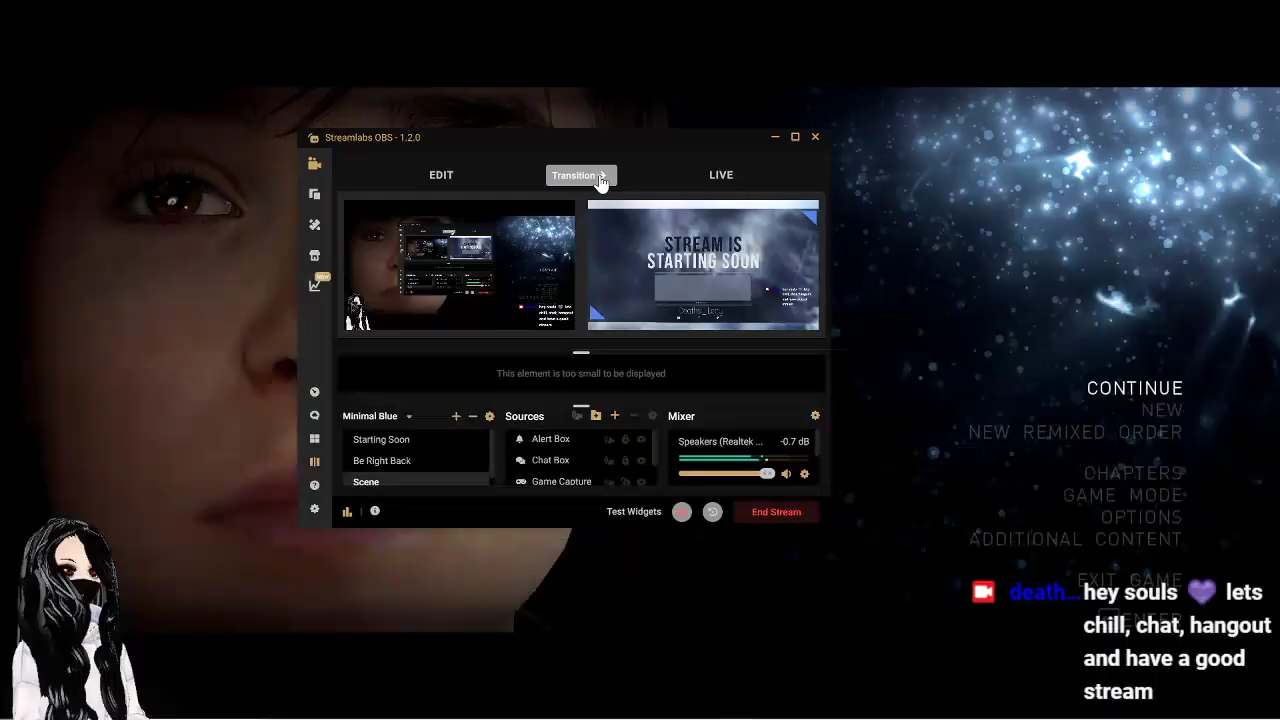 Streamlabs OBS - 1.2.0
EDIT
Transition
LIVE
STREAM IS
STARTING SOON
Deaths_Lady
This element is too small to be displayed
Minimal Blue
Sources
Mixer
Starting Soon
Be Right Back
Scene
Alert Box
Chat Box
Game Capture
Speakers (Realtek ...
-0.7 dB
Test Widgets
End Stream
CONTINUE
NEW
NEW REMIXED ORDER
CHAPTERS
GAME MODE
OPTIONS
ADDITIONAL CONTENT
EXIT GAME
death... hey souls 💜 lets
chill, chat, hangout
and have a good
stream